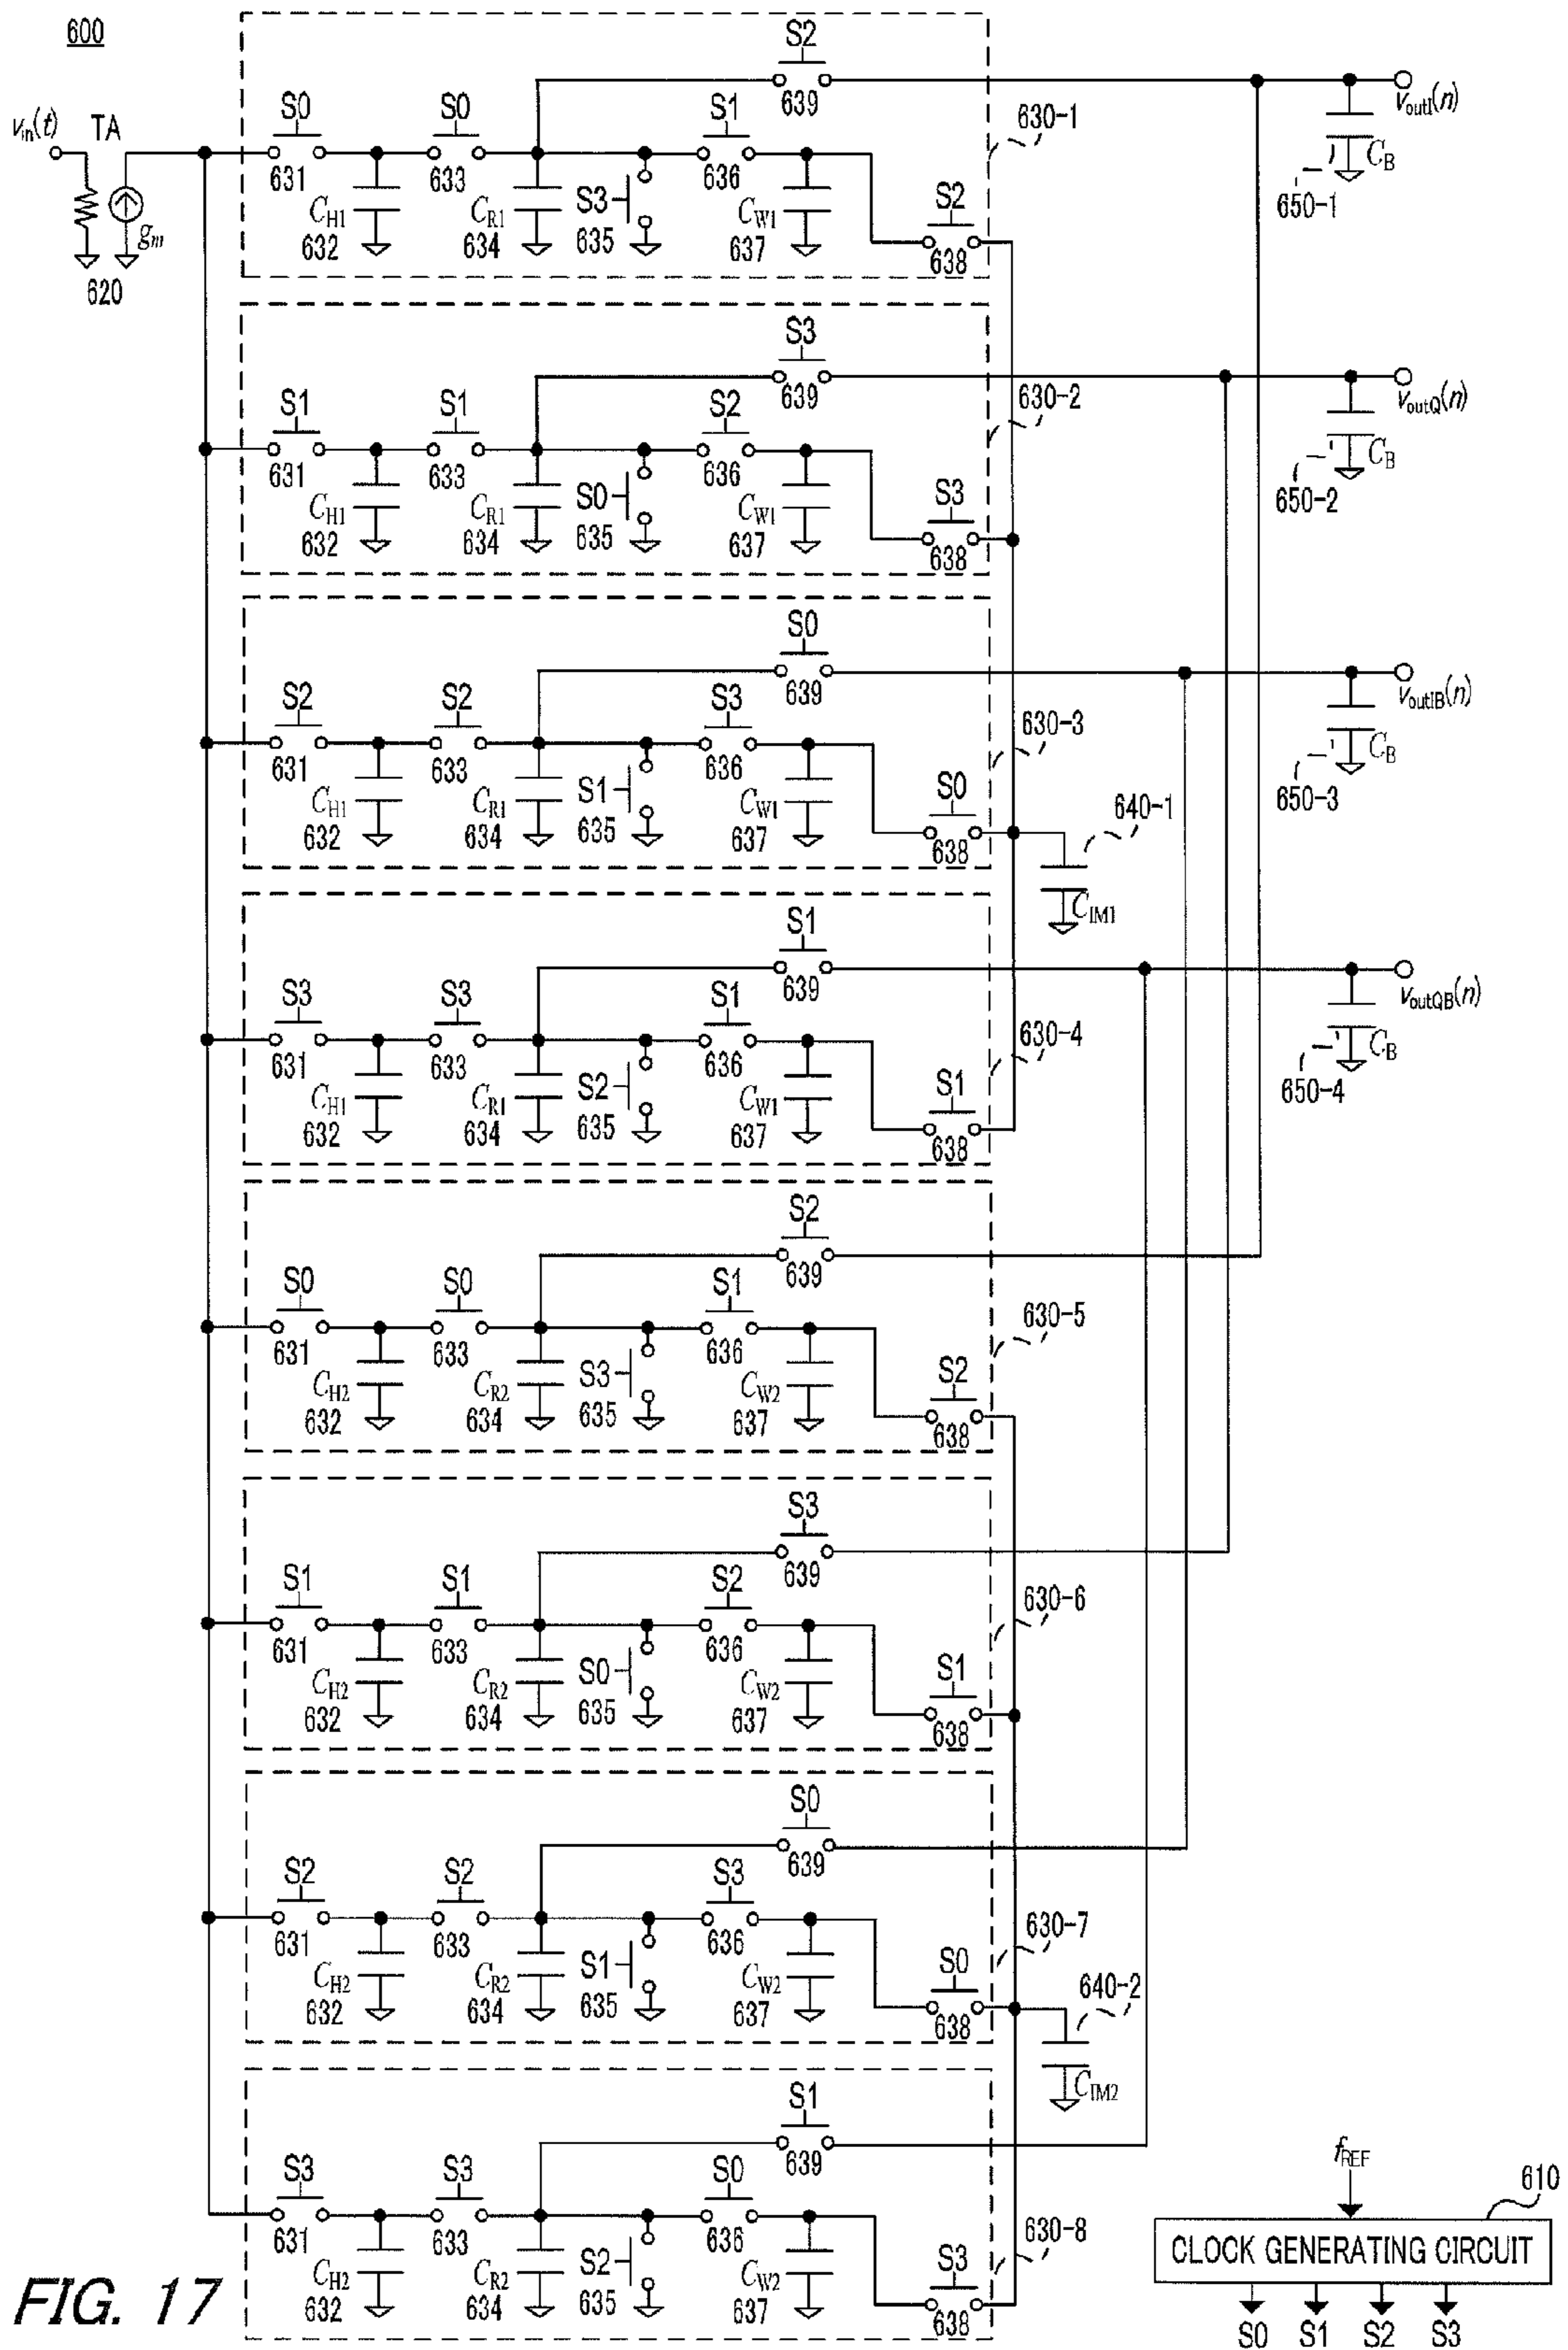 600
v_in(t)
TA
g_m
620
S2
639
S0
631
S0
633
S1
636
C_H1
632
C_R1
634
S3
635
C_W1
637
S2
638
630-1
v_outI(n)
C_B
650-1
S3
639
S1
631
S1
633
S2
636
C_H1
632
C_R1
634
S0
635
C_W1
637
S3
638
630-2
v_outQ(n)
C_B
650-2
S0
639
S2
631
S2
633
S3
636
C_H1
632
C_R1
634
S1
635
C_W1
637
S0
638
630-3
640-1
C_IM1
v_outIB(n)
C_B
650-3
S1
639
S3
631
S3
633
S1
636
C_H1
632
C_R1
634
S2
635
C_W1
637
S1
638
630-4
v_outQB(n)
C_B
650-4
S2
639
S0
631
S0
633
S1
636
C_H2
632
C_R2
634
S3
635
C_W2
637
S2
638
630-5
S3
639
S1
631
S1
633
S2
636
C_H2
632
C_R2
634
S0
635
C_W2
637
S1
638
630-6
S0
639
S2
631
S2
633
S3
636
C_H2
632
C_R2
634
S1
635
C_W2
637
S0
638
630-7
640-2
C_IM2
S1
639
S3
631
S3
633
S0
636
C_H2
632
C_R2
634
S2
635
C_W2
637
S3
638
630-8
f_REF
610
CLOCK GENERATING CIRCUIT
S0 S1 S2 S3
FIG. 17